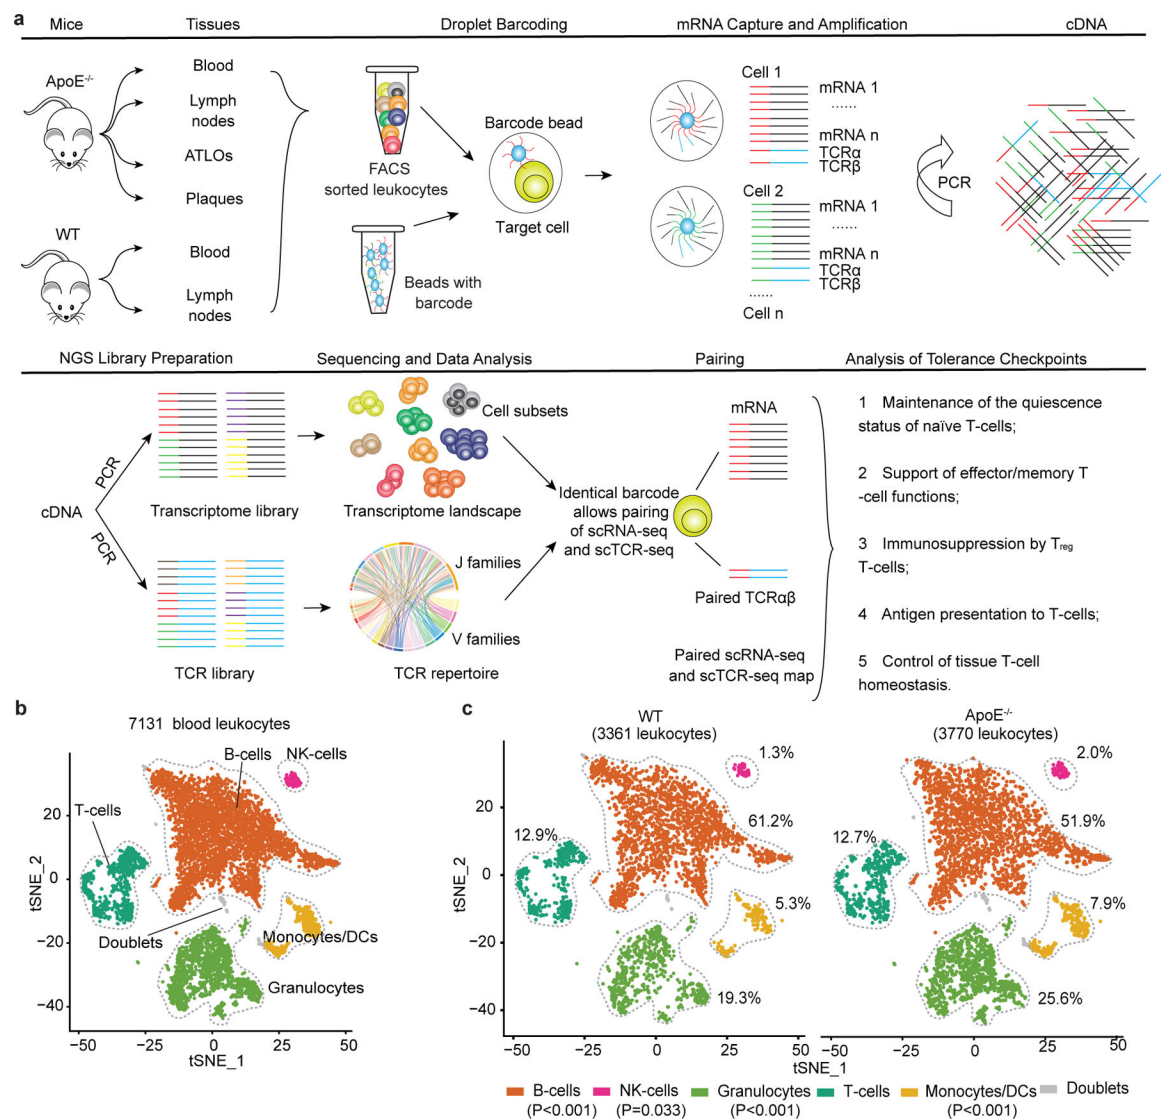 a
Mice Tissues Droplet Barcoding mRNA Capture and Amplification cDNA
ApoE-/-
Blood
Lymph
nodes
ATLOs
Plaques
WT
Blood
Lymph
nodes
FACS
sorted leukocytes
Beads with
barcode
Barcode bead
Target cell
Cell 1
mRNA 1
......
mRNA n
TCRα
TCRβ
Cell 2
mRNA 1
......
mRNA n
TCRα
TCRβ
......
Cell n
PCR
NGS Library Preparation Sequencing and Data Analysis Pairing Analysis of Tolerance Checkpoints
cDNA
PCR
PCR
Transcriptome library
TCR library
Cell subsets
Transcriptome landscape
J families
V families
TCR repertoire
Identical barcode
allows pairing
of scRNA-seq
and scTCR-seq
mRNA
Paired TCRαβ
Paired scRNA-seq
and scTCR-seq map
1 Maintenance of the quiescence
status of naïve T-cells;
2 Support of effector/memory T
-cell functions;
3 Immunosuppression by Treg
T-cells;
4 Antigen presentation to T-cells;
5 Control of tissue T-cell
homeostasis.
b
7131 blood leukocytes
B-cells
NK-cells
T-cells
Doublets
Monocytes/DCs
Granulocytes
tSNE_2
20
0
−20
−40
−50 −25 0 25 50
tSNE_1
c
WT
(3361 leukocytes)
1.3%
61.2%
12.9%
5.3%
19.3%
tSNE_2
20
0
−20
−40
−50 −25 0 25 50
tSNE_1
ApoE-/-
(3770 leukocytes)
2.0%
51.9%
12.7%
7.9%
25.6%
−50 −25 0 25 50
B-cells NK-cells Granulocytes T-cells Monocytes/DCs Doublets
(P<0.001) (P=0.033) (P<0.001) (P<0.001)